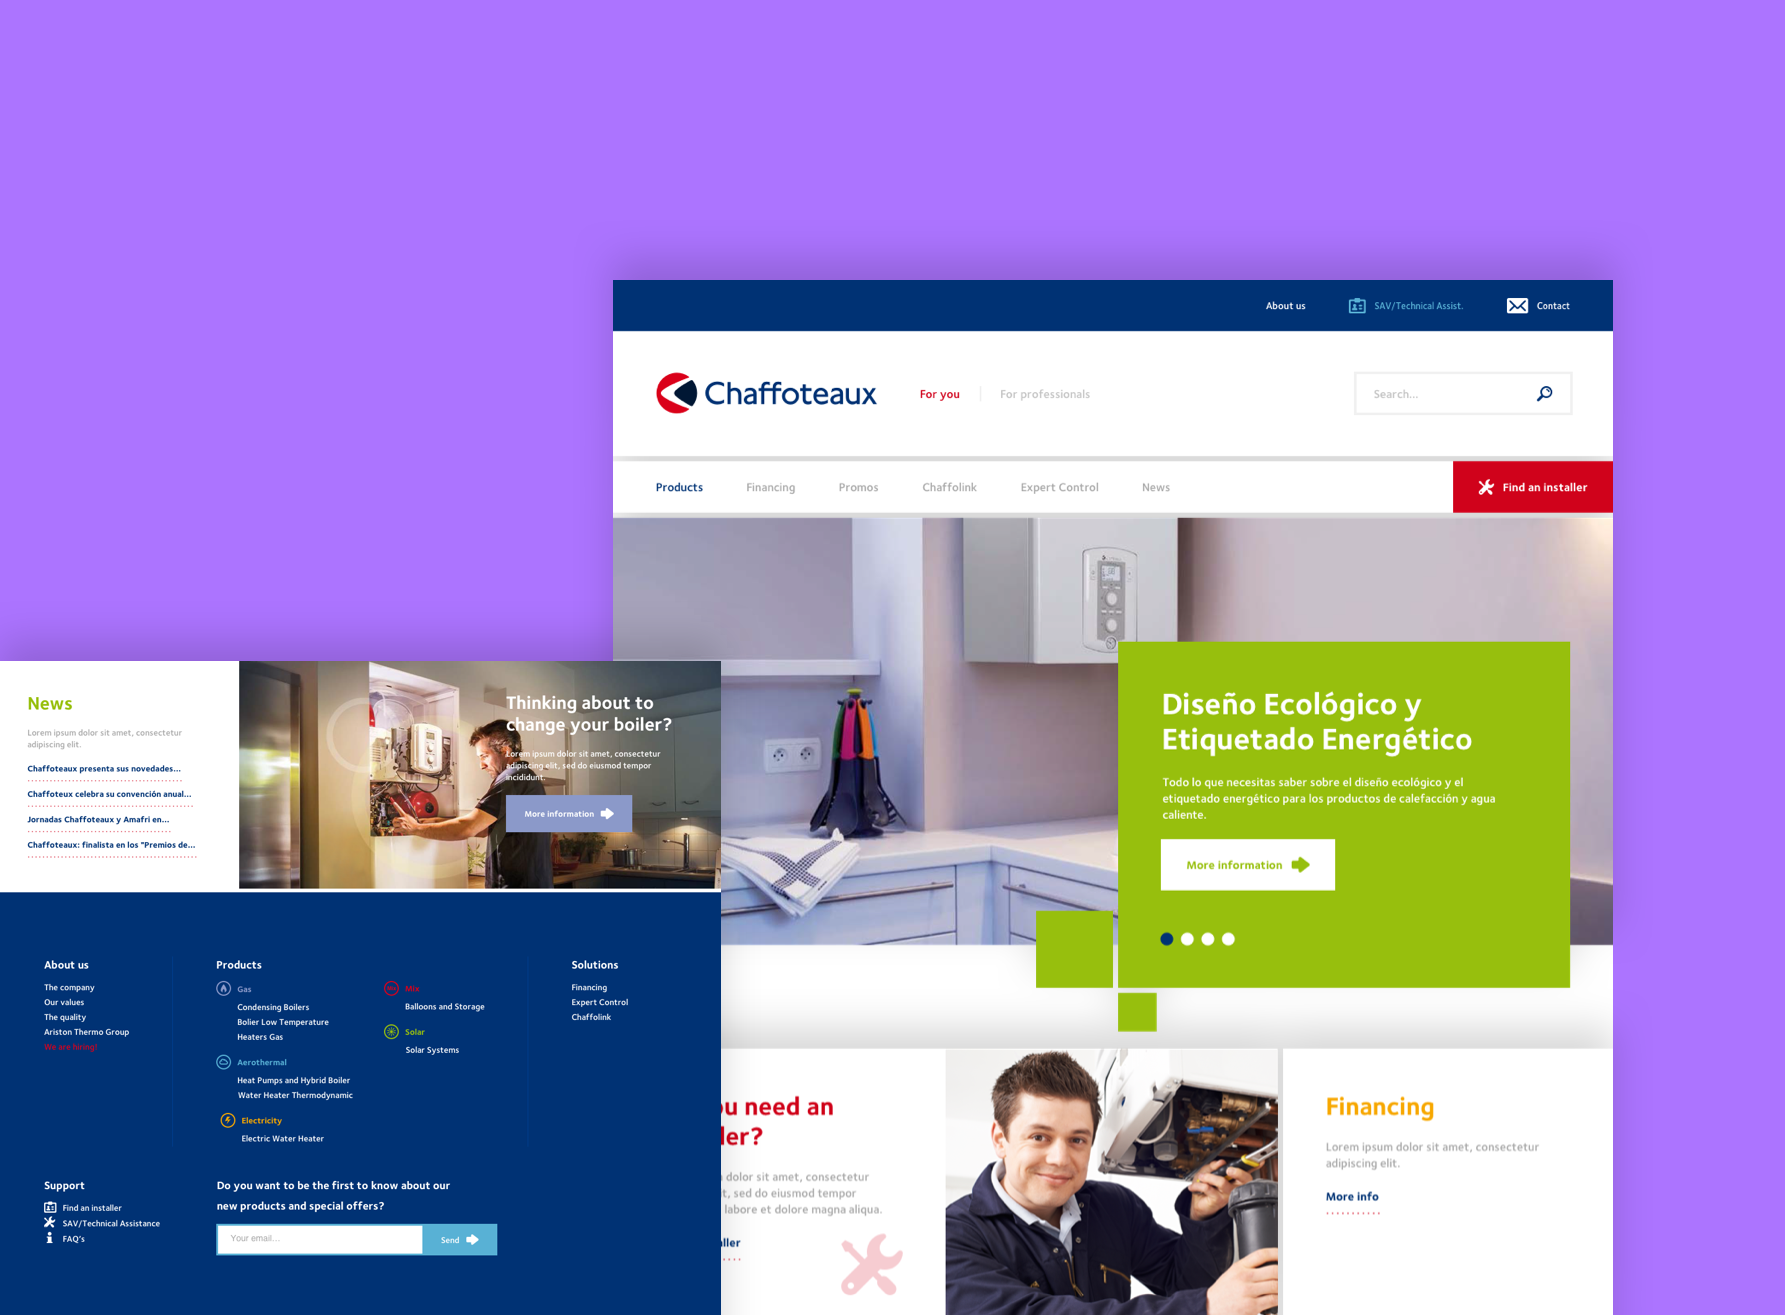 About us
SAV/Technical Assist.
Contact
Chaffoteaux
For you
For professionals
Search...
Products
Financing
Promos
Chaffolink
Expert Control
News
Find an installer
Diseño Ecológico y
Etiquetado Energético
Todo lo que necesitas saber sobre el diseño ecológico y el
etiquetado energético para los productos de calefacción y agua
caliente.
More information
need an
dolor sit amet, consectetur
sed do eiusmod tempor
labore et dolore magna aliqua.
Financing
Lorem ipsum dolor sit amet, consectetur
adipiscing elit.
More info
News
Lorem ipsum dolor sit amet, consectetur
adipiscing elit.
Chaffoteaux presenta sus novedades...
Chaffoteux celebra su convención anual...
Jornadas Chaffoteaux y Amafri en...
Chaffoteaux: finalista en los "Premios de...
Thinking about to
change your boiler?
Lorem ipsum dolor sit amet, consectetur
adipiscing elit, sed do eiusmod tempor
incididunt.
More information
About us
The company
Our values
The quality
Ariston Thermo Group
We are hiring!
Products
Gas
Condensing Boilers
Bolier Low Temperature
Heaters Gas
Aerothermal
Heat Pumps and Hybrid Boiler
Water Heater Thermodynamic
Electricity
Electric Water Heater
Mix
Balloons and Storage
Solar
Solar Systems
Solutions
Financing
Expert Control
Chaffolink
Support
Find an installer
SAV/Technical Assistance
FAQ's
Do you want to be the first to know about our
new products and special offers?
Your email...
Send